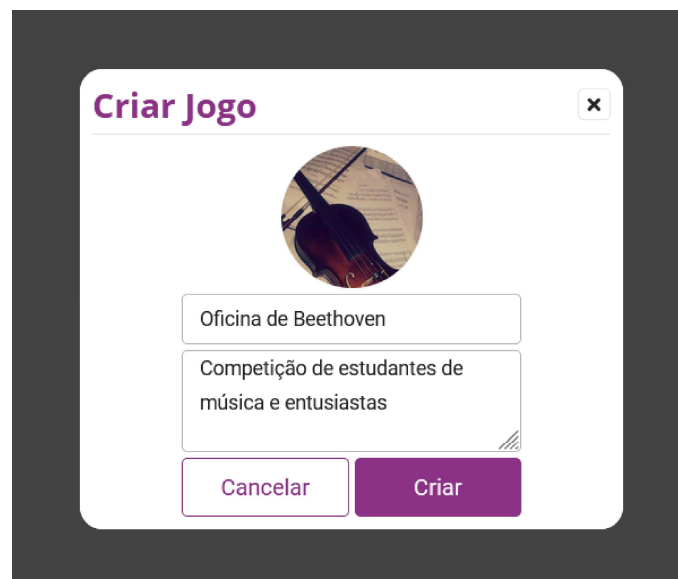 Criar Jogo
Oficina de Beethoven
Competição de estudantes de
música e entusiastas
Cancelar
Criar